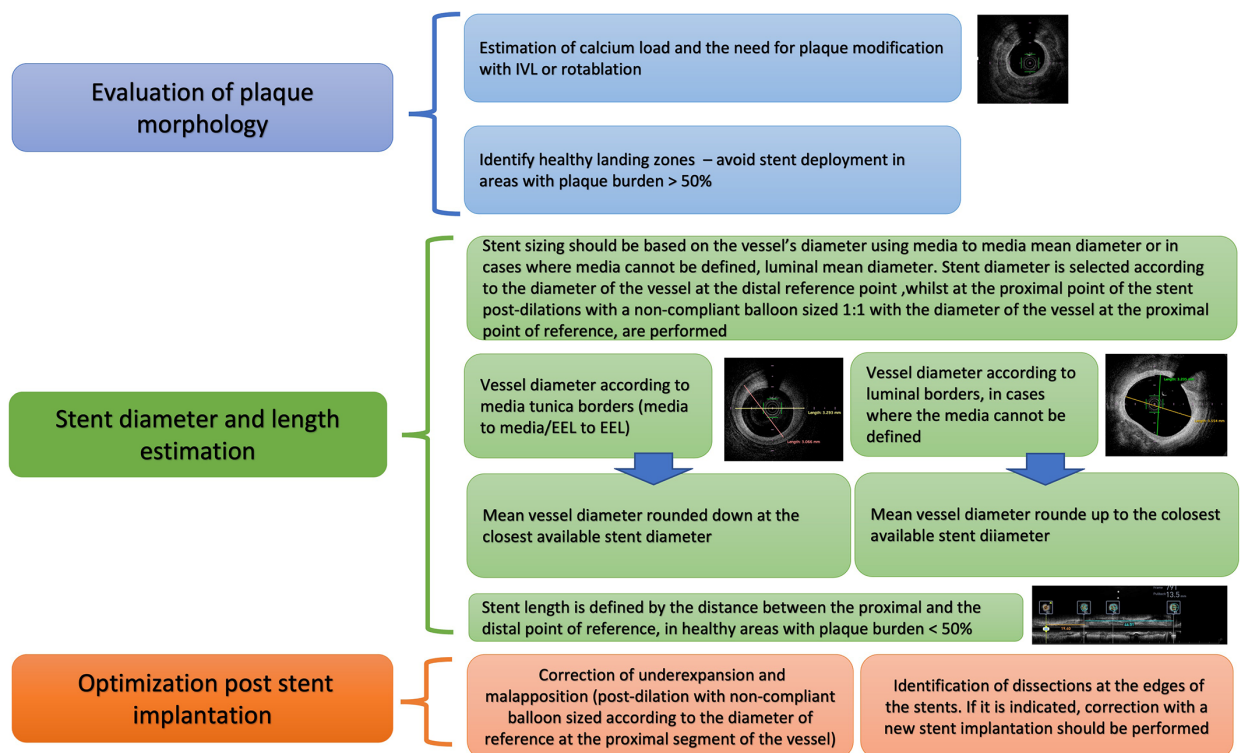 Evaluation of plaque
morphology
Estimation of calcium load and the need for plaque modification
with IVL or rotablation
Identify healthy landing zones – avoid stent deployment in
areas with plaque burden > 50%
Stent diameter and length
estimation
Stent sizing should be based on the vessel's diameter using media to media mean diameter or in
cases where media cannot be defined, luminal mean diameter. Stent diameter is selected according
to the diameter of the vessel at the distal reference point ,whilst at the proximal point of the stent
post-dilations with a non-compliant balloon sized 1:1 with the diameter of the vessel at the proximal
point of reference, are performed
Vessel diameter according to
media tunica borders (media
to media/EEL to EEL)
Length: 3.293 mm
Vessel diameter according to
luminal borders, in cases
where the media cannot be
defined
Mean vessel diameter rounded down at the
closest available stent diameter
Mean vessel diameter rounde up to the colosest
available stent diiameter
Stent length is defined by the distance between the proximal and the
distal point of reference, in healthy areas with plaque burden < 50%
13.5 mm
Optimization post stent
implantation
Correction of underexpansion and
malapposition (post-dilation with non-compliant
balloon sized according to the diameter of
reference at the proximal segment of the vessel)
Identification of dissections at the edges of
the stents. If it is indicated, correction with a
new stent implantation should be performed